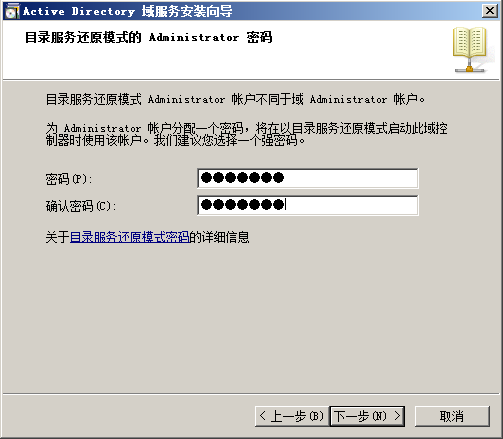 Active Directory 域服务安装向导
目录服务还原模式的 Administrator 密码
目录服务还原模式 Administrator 帐户不同于域 Administrator 帐户。
为 Administrator 帐户分配一个密码，将在以目录服务还原模式启动此域控
制器时使用该帐户。我们建议您选择一个强密码。
密码(P):
●●●●●●●
确认密码(C):
●●●●●●●
关于目录服务还原模式密码的详细信息
< 上一步(B) 下一步(N) > 取消